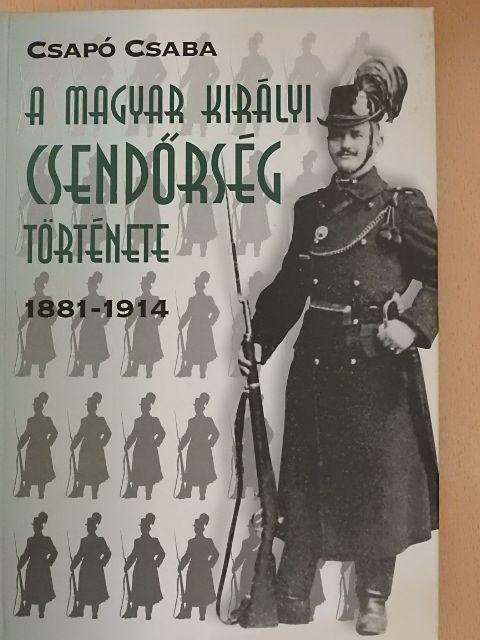 CSAPÓ CSABA
A MAGYAR KIRÁLYI
CSENDŐRSÉG
TÖRTÉNETE
1881-1914